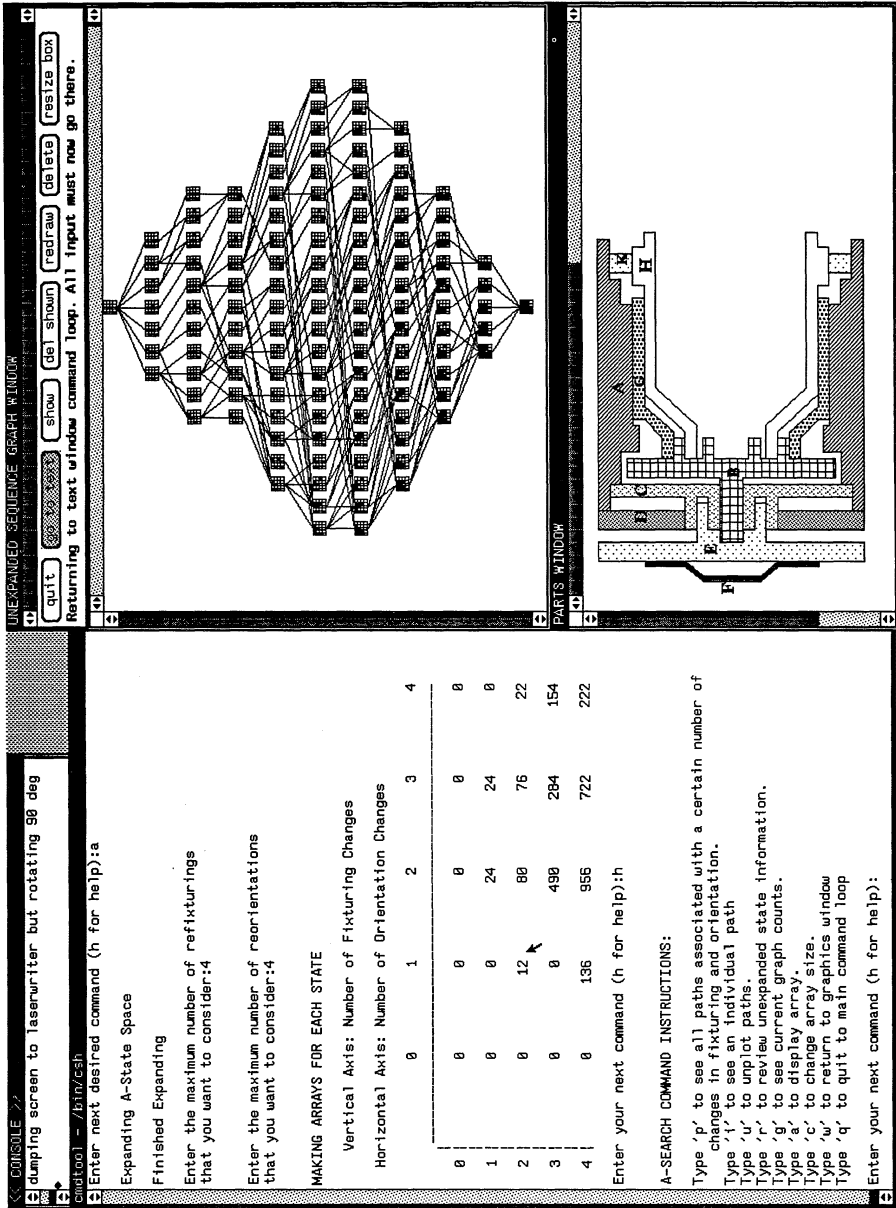 << CONSOLE >>
dumping screen to laserwriter but rotating 90 deg
cmdtool - /bin/csh
Enter next desired command (h for help):a
Expanding A-State Space
Finished Expanding
Enter the maximum number of refixturings
that you want to consider:4
Enter the maximum number of reorientations
that you want to consider:4
MAKING ARRAYS FOR EACH STATE
Vertical Axis: Number of Fixturing Changes
Horizontal Axis: Number of Orientation Changes
0 1 2 3 4
0 0 0 0 0 0
1 0 0 24 24 0
2 0 12 80 76 22
3 0 0 490 284 154
4 0 136 956 722 222
Enter your next command (h for help):h
A-SEARCH COMMAND INSTRUCTIONS:
Type 'p' to see all paths associated with a certain number of
changes in fixturing and orientation.
Type 'i' to see an individual path
Type 'u' to unplot paths.
Type 'r' to review unexpanded state information.
Type 'g' to see current graph counts.
Type 'a' to display array.
Type 'c' to change array size.
Type 'w' to return to graphics window
Type 'q' to quit to main command loop
Enter your next command (h for help):
UNEXPANDED SEQUENCE GRAPH WINDOW
quit go to text show del shown redraw delete resize box
Returning to text window command loop. All input must now go there.
PARTS WINDOW
A
K
H
G
B
C
D
E
F